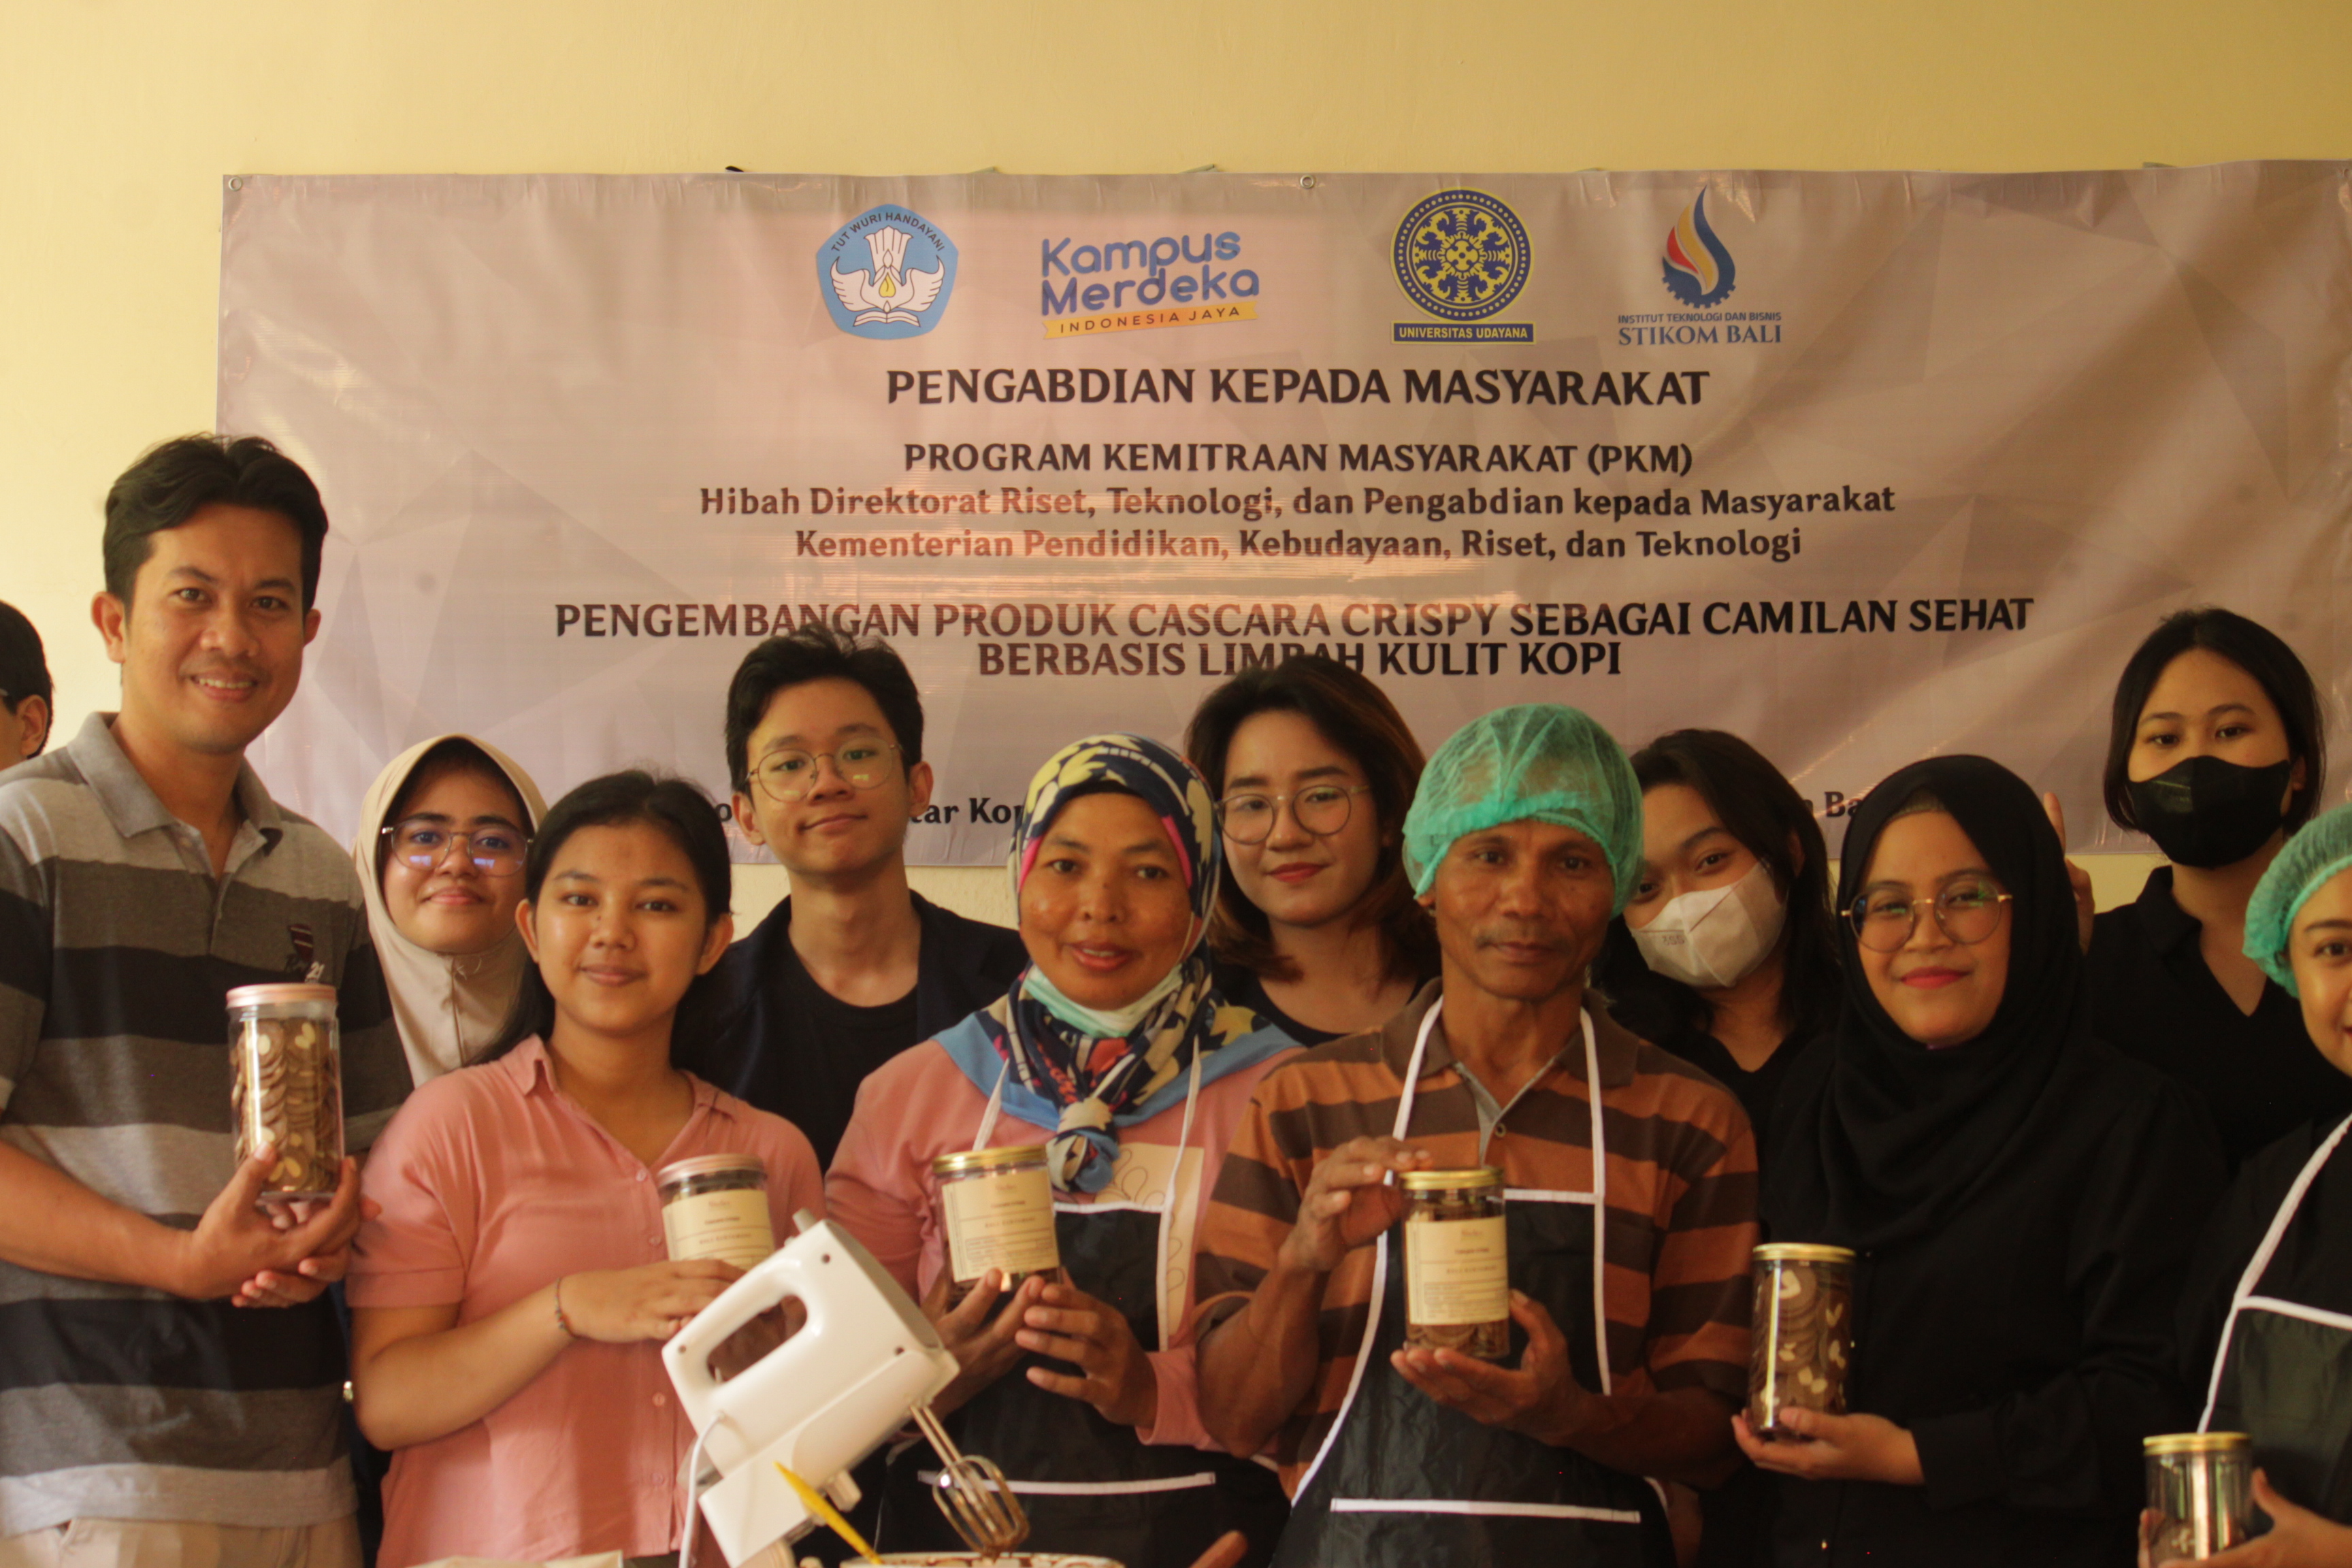 TUT WURI HANDAYANI
Kampus
Merdeka
INDONESIA JAYA
UNIVERSITAS UDAYANA
INSTITUT TEKNOLOGI DAN BISNIS
STIKOM BALI
PENGABDIAN KEPADA MASYARAKAT
PROGRAM KEMITRAAN MASYARAKAT (PKM)
Hibah Direktorat Riset, Teknologi, dan Pengabdian kepada Masyarakat
Kementerian Pendidikan, Kebudayaan, Riset, dan Teknologi
PENGEMBANGAN PRODUK CASCARA CRISPY SEBAGAI CAMILAN SEHAT
BERBASIS LIMBAH KULIT KOPI
21